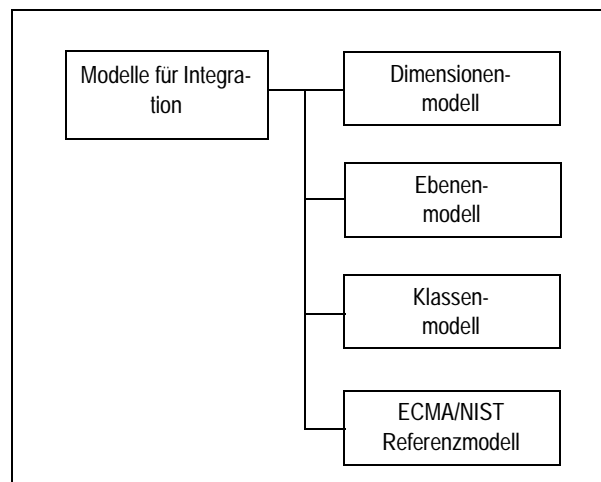 Modelle für Integra-
tion
Dimensionen-
modell
Ebenen-
modell
Klassen-
modell
ECMA/NIST
Referenzmodell